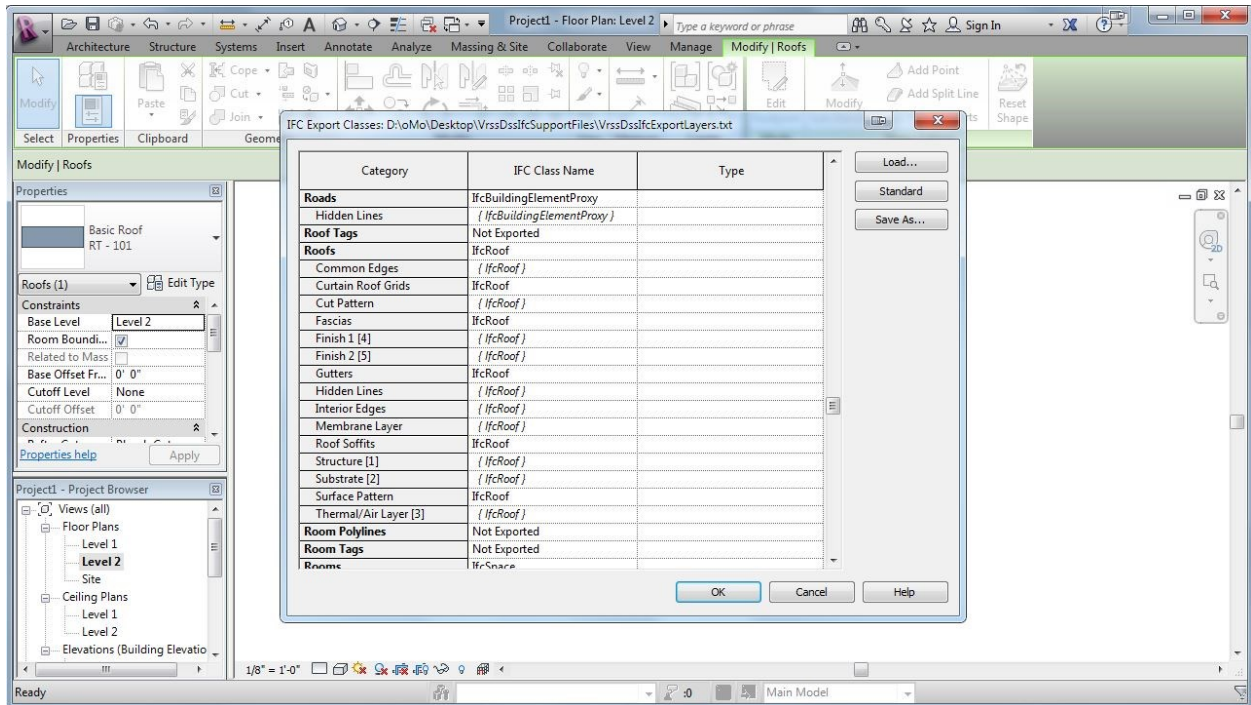 Project1 - Floor Plan: Level 2
Type a keyword or phrase
Sign In
Architecture Structure Systems Insert Annotate Analyze Massing & Site Collaborate View Manage Modify | Roofs
Modify
Paste
Cope
Cut
Join
Edit
Modify
Add Point
Add Split Line
Reset
Shape
Select Properties Clipboard Geome
Modify | Roofs
IFC Export Classes: D:\oMo\Desktop\VrssDssIfcSupportFiles\VrssDssIfcExportLayers.txt
Category IFC Class Name Type
Roads IfcBuildingElementProxy
Hidden Lines { IfcBuildingElementProxy }
Roof Tags Not Exported
Roofs IfcRoof
Common Edges { IfcRoof }
Curtain Roof Grids IfcRoof
Cut Pattern { IfcRoof }
Fascias IfcRoof
Finish 1 [4] { IfcRoof }
Finish 2 [5] { IfcRoof }
Gutters IfcRoof
Hidden Lines { IfcRoof }
Interior Edges { IfcRoof }
Membrane Layer { IfcRoof }
Roof Soffits IfcRoof
Structure [1] { IfcRoof }
Substrate [2] { IfcRoof }
Surface Pattern IfcRoof
Thermal/Air Layer [3] { IfcRoof }
Room Polylines Not Exported
Room Tags Not Exported
Rooms IfcSpace
Load...
Standard
Save As...
OK Cancel Help
Properties
Basic Roof
RT - 101
Roofs (1) Edit Type
Constraints
Base Level Level 2
Room Boundi...
Related to Mass
Base Offset Fr... 0' 0"
Cutoff Level None
Cutoff Offset 0' 0"
Construction
Properties help Apply
Project1 - Project Browser
Views (all)
Floor Plans
Level 1
Level 2
Site
Ceiling Plans
Level 1
Level 2
Elevations (Building Elevatio
2D
1/8" = 1'-0"
Ready
:0
Main Model